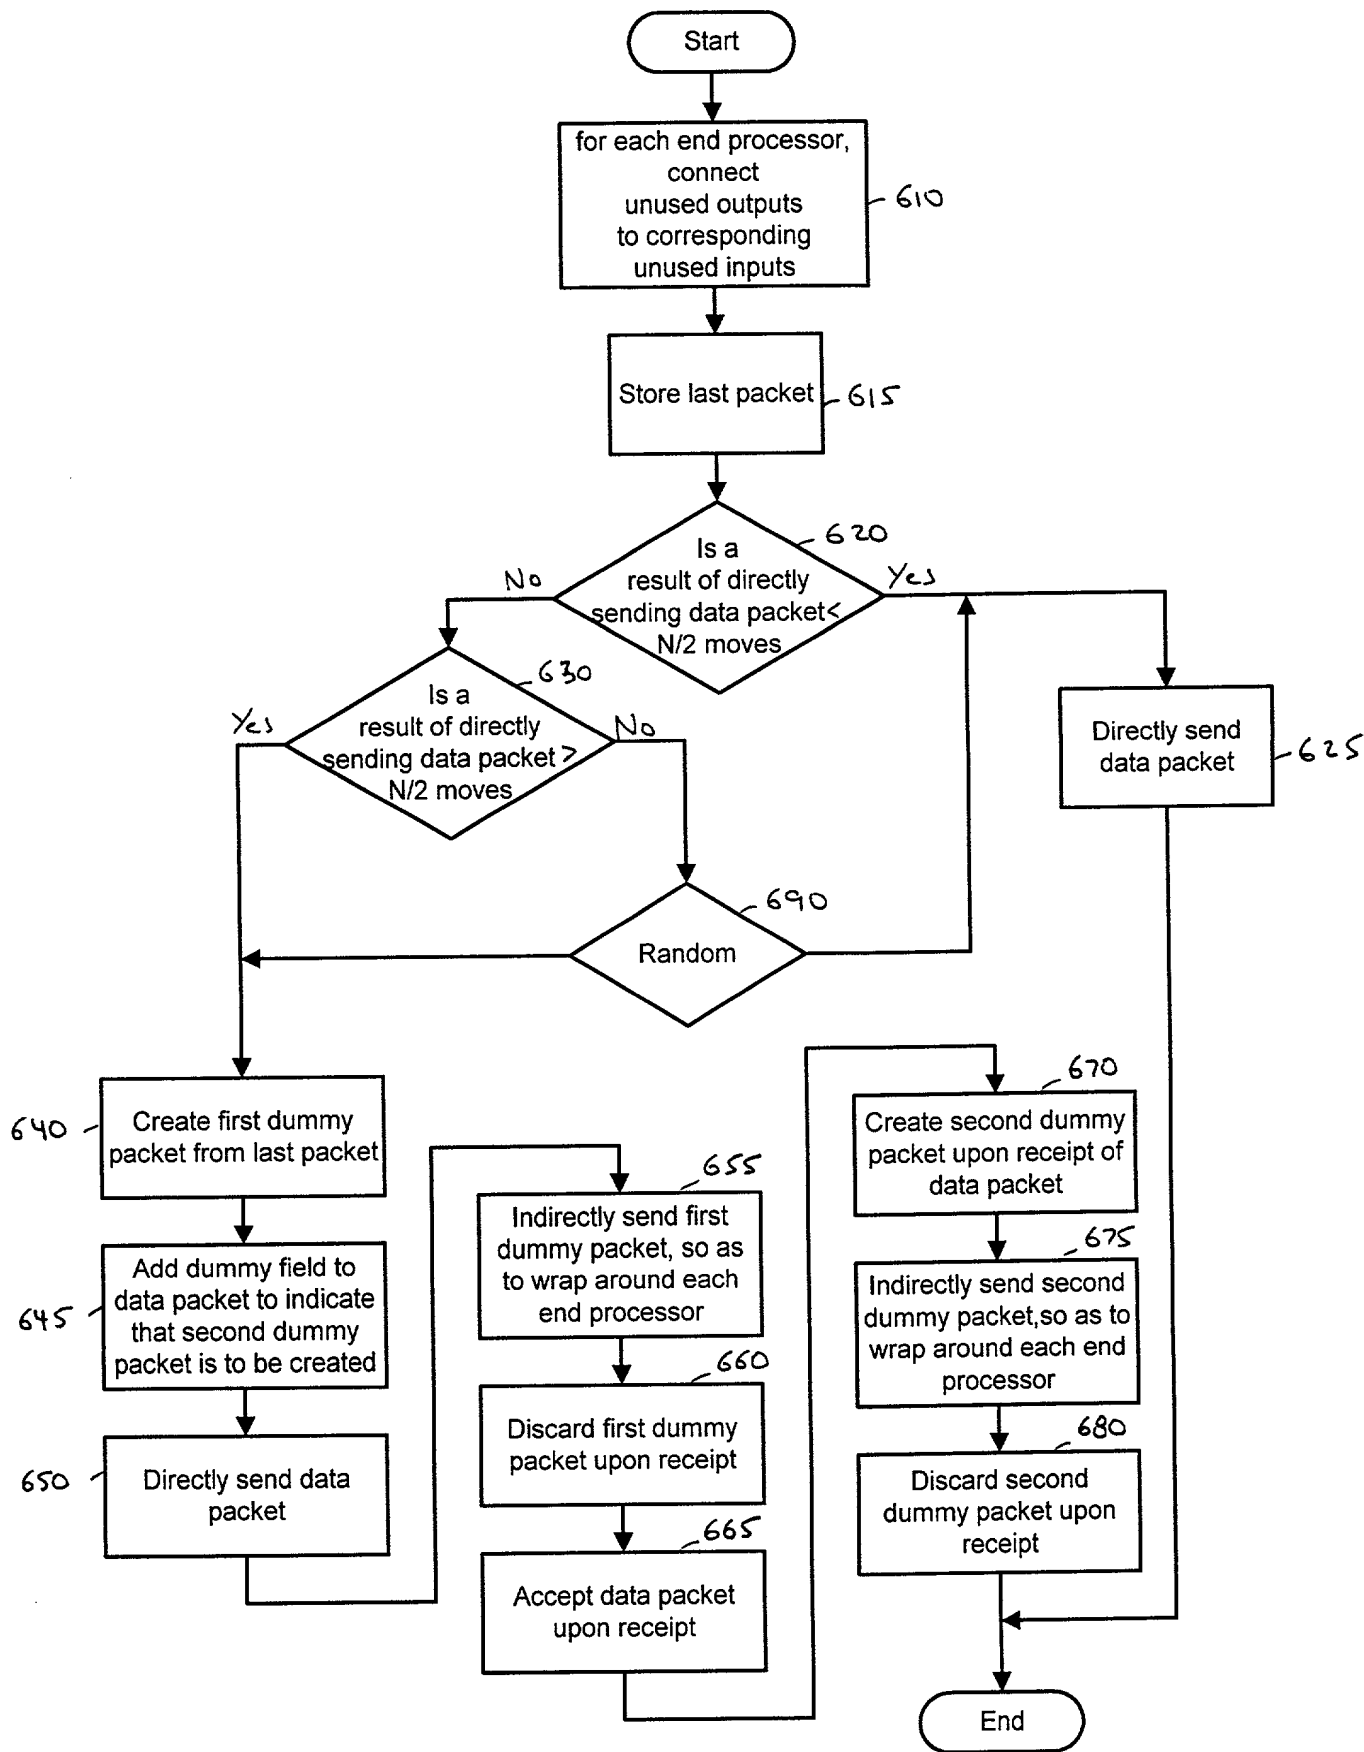 Start
for each end processor,
connect
unused outputs
to corresponding
unused inputs
610
Store last packet
615
620
Is a
result of directly
sending data packet<
N/2 moves
No
Yes
630
Is a
result of directly
sending data packet >
N/2 moves
Yes
No
Directly send
data packet
625
690
Random
640
Create first dummy
packet from last packet
645
Add dummy field to
data packet to indicate
that second dummy
packet is to be created
650
Directly send data
packet
655
Indirectly send first
dummy packet, so as
to wrap around each
end processor
660
Discard first dummy
packet upon receipt
665
Accept data packet
upon receipt
670
Create second dummy
packet upon receipt of
data packet
675
Indirectly send second
dummy packet,so as to
wrap around each end
processor
680
Discard second
dummy packet upon
receipt
End